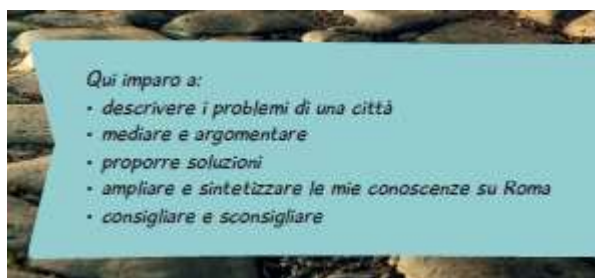 Qui imparo a:
• descrivere i problemi di una città
• mediare e argomentare
• proporre soluzioni
• ampliare e sintetizzare le mie conoscenze su Roma
• consigliare e sconsigliare